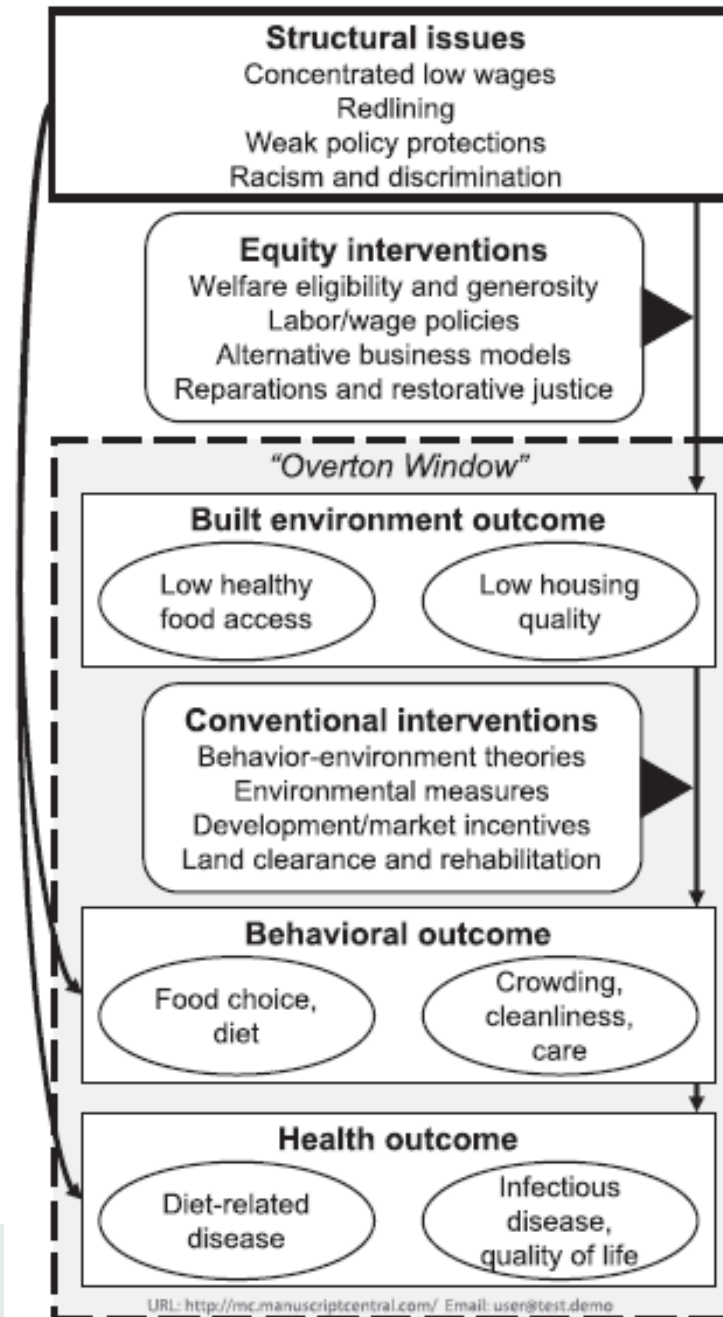 Structural issues
Concentrated low wages
Redlining
Weak policy protections
Racism and discrimination
Equity interventions
Welfare eligibility and generosity
Labor/wage policies
Alternative business models
Reparations and restorative justice
“Overton Window”
Built environment outcome
Low healthy
food access
Low housing
quality
Conventional interventions
Behavior-environment theories
Environmental measures
Development/market incentives
Land clearance and rehabilitation
Behavioral outcome
Food choice,
diet
Crowding,
cleanliness,
care
Health outcome
Diet-related
disease
Infectious
disease,
quality of life
URL: http://mc.manuscriptcentral.com/ Email: user@test.demo